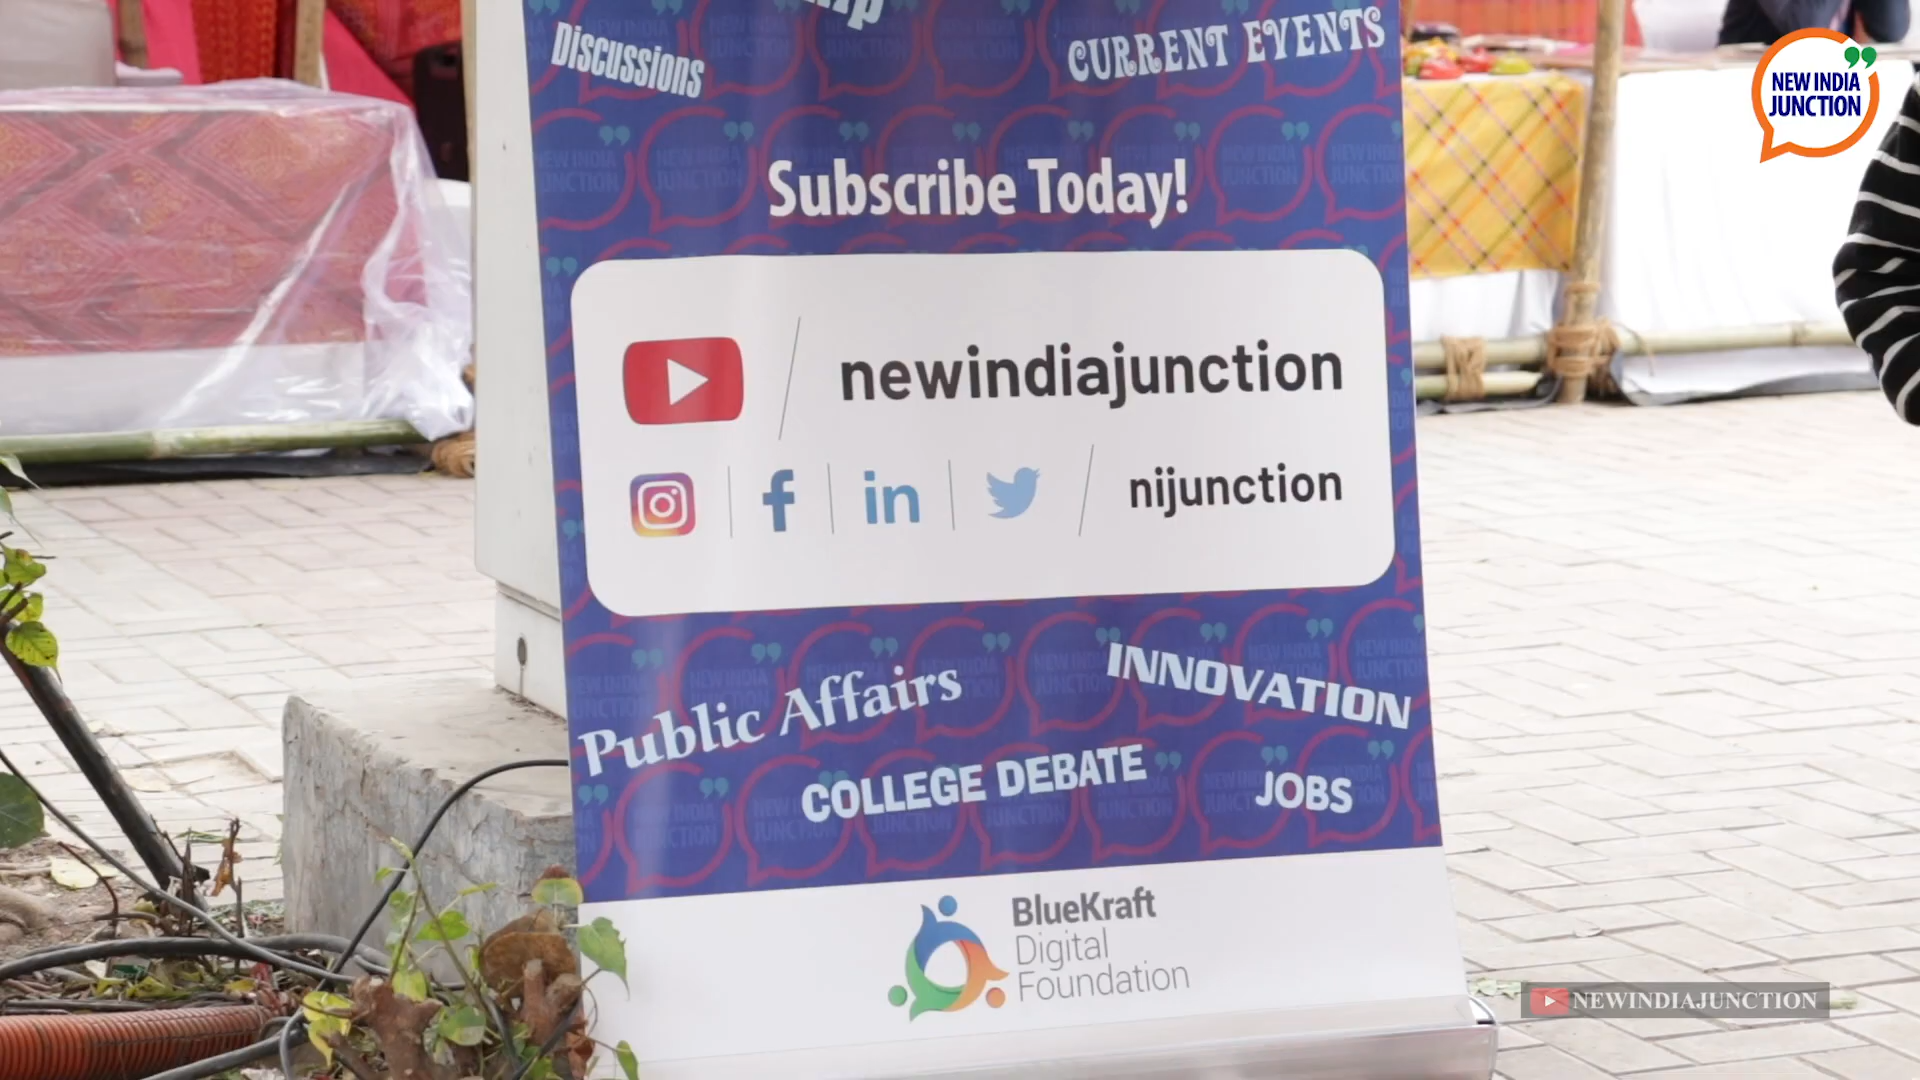 Discussions
CURRENT EVENTS
NEW INDIA
JUNCTION
Subscribe Today!
newindiajunction
in
nijunction
Public Affairs
INNOVATION
COLLEGE DEBATE
JOBS
BlueKraft
Digital
Foundation
NEWINDIAJUNCTION